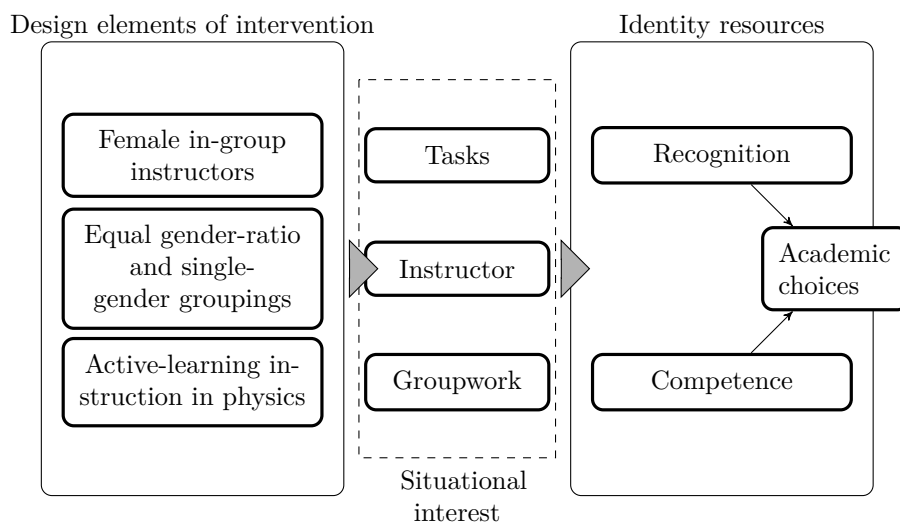 Design elements of intervention
Female in-group
instructors
Equal gender-ratio
and single-
gender groupings
Active-learning in-
struction in physics
Tasks
Instructor
Groupwork
Situational
interest
Identity resources
Recognition
Academic
choices
Competence